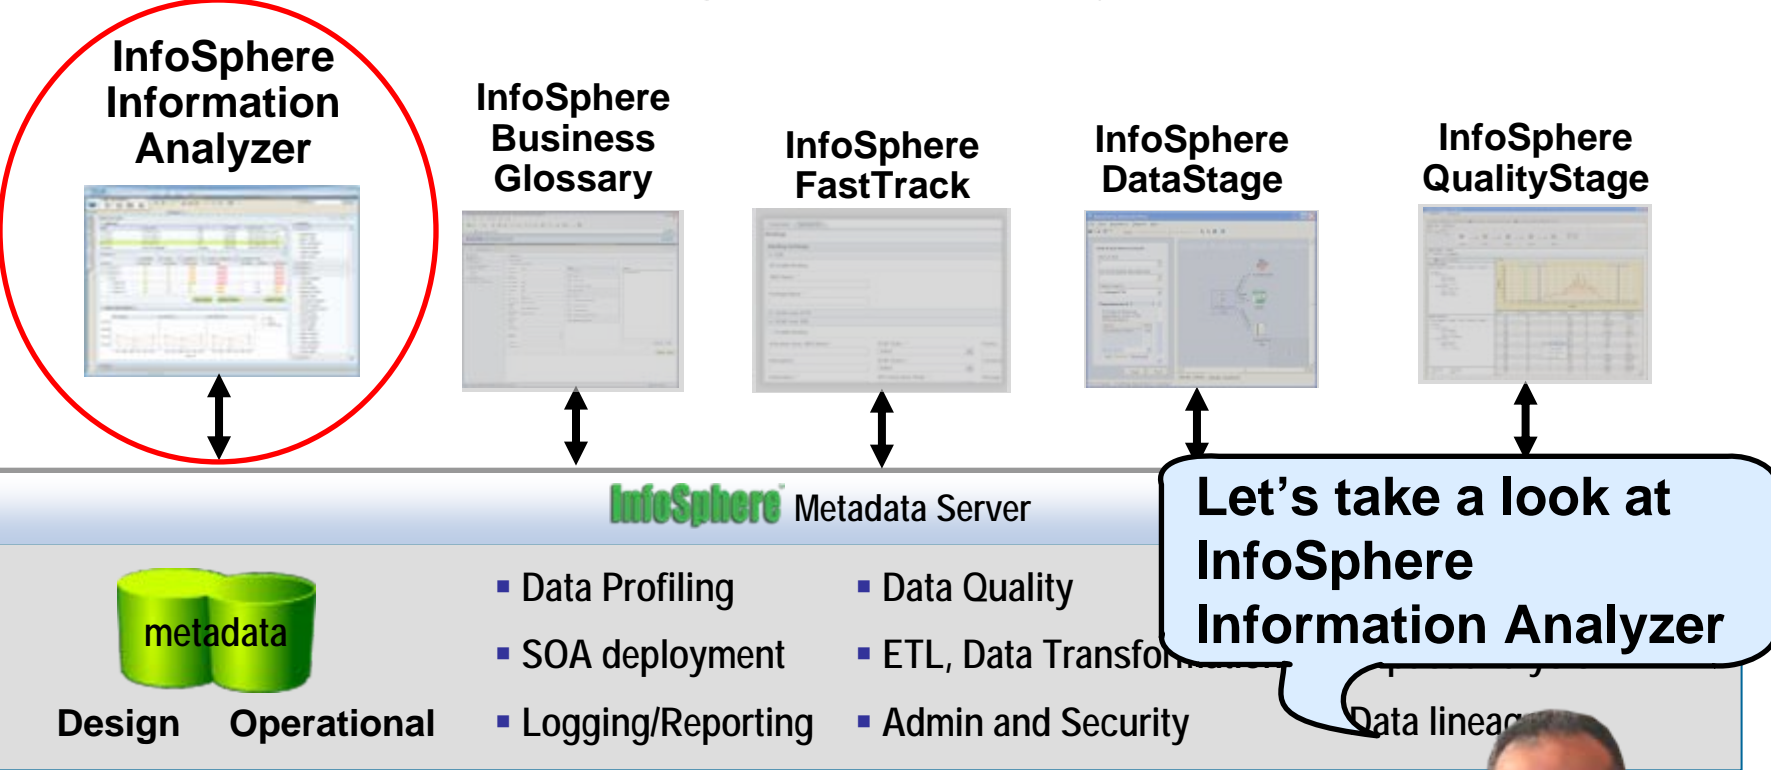 InfoSphere
Information
Analyzer
InfoSphere
Business
Glossary
InfoSphere
FastTrack
InfoSphere
DataStage
InfoSphere
QualityStage
InfoSphere Metadata Server
Let's take a look at
InfoSphere
Information Analyzer
metadata
Design Operational
▪ Data Profiling
▪ SOA deployment
▪ Logging/Reporting
▪ Data Quality
▪ ETL, Data Transformation
▪ Admin and Security
Data lineage